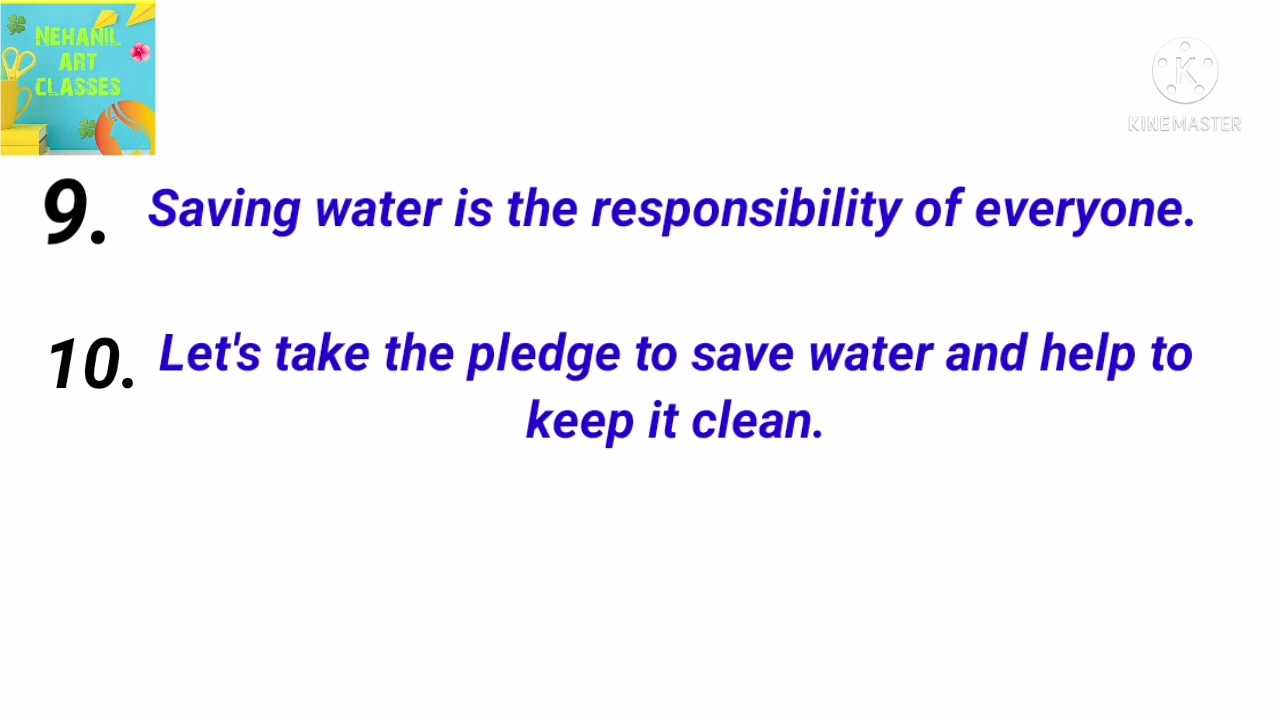 NEHANIL
ART
CLASSES
K
KINEMASTER
9. Saving water is the responsibility of everyone.
10. Let's take the pledge to save water and help to
keep it clean.